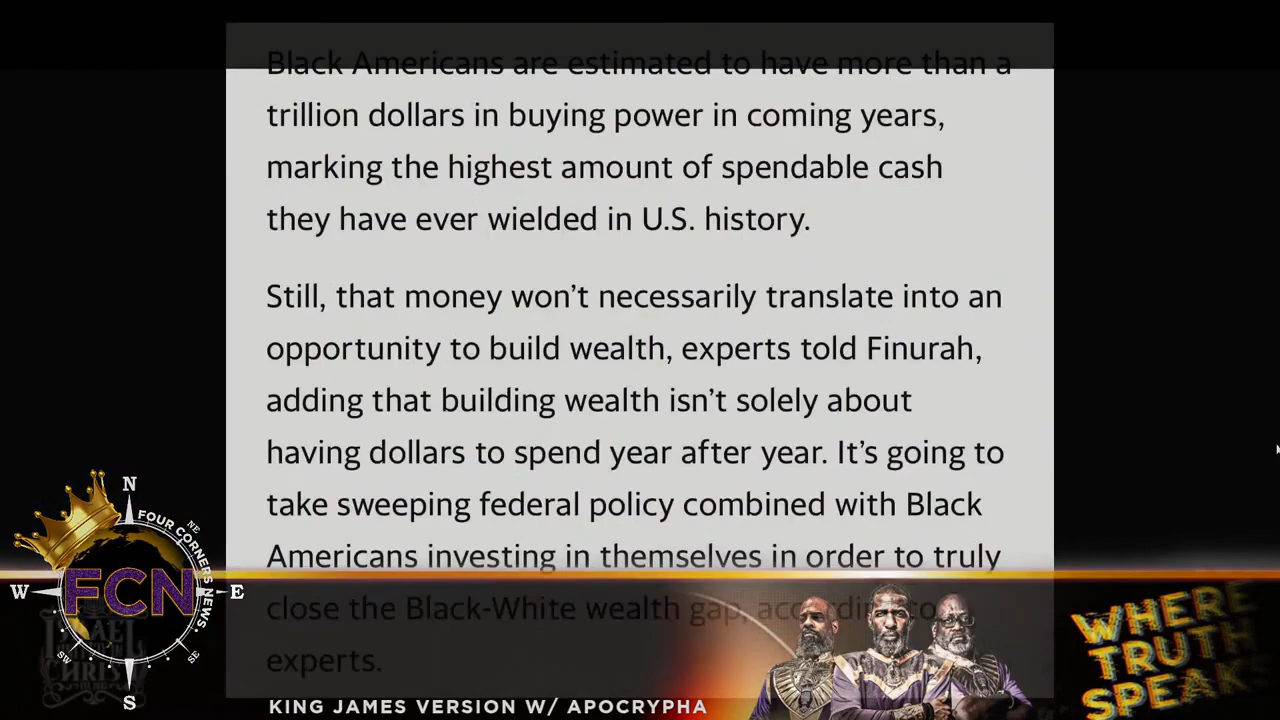 Black Americans are estimated to have more than a
trillion dollars in buying power in coming years,
marking the highest amount of spendable cash
they have ever wielded in U.S. history.
Still, that money won't necessarily translate into an
opportunity to build wealth, experts told Finurah,
adding that building wealth isn't solely about
having dollars to spend year after year. It's going to
take sweeping federal policy combined with Black
Americans investing in themselves in order to truly
close the Black-White wealth gap, according to
experts.
N
NE
FOUR CORNERS NEWS.
FCN
W
E
SW
SE
S
ISRAEL
CHRIST
KING JAMES VERSION W/ APOCRYPHA
WHERE
TRUTH
SPEAKS